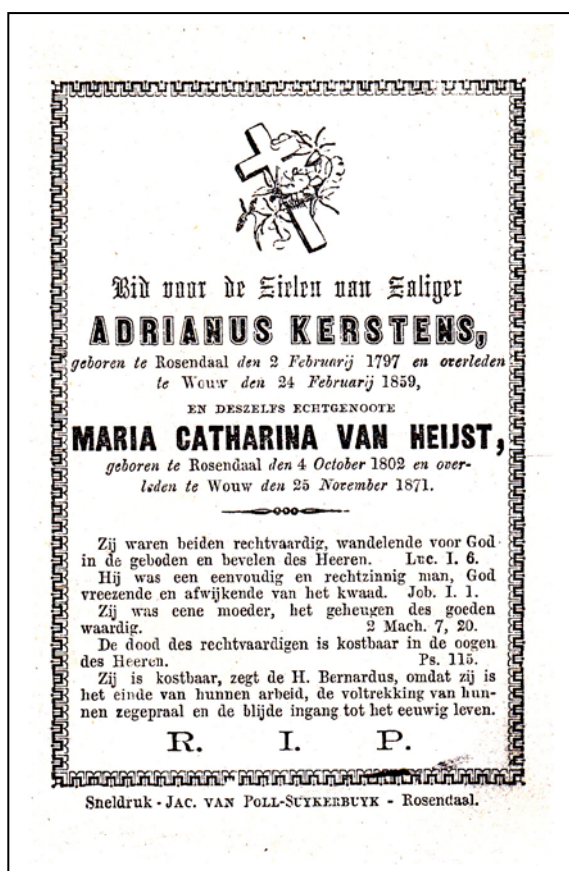 Bid voor de Zielen van Zaliger
ADRIANUS KERSTENS,
geboren te Rosendaal den 2 Februarij 1797 en overleden
te Wouw den 24 Februarij 1859,
EN DESZELFS ECHTGENOOTE
MARIA CATHARINA VAN HEIJST,
geboren te Rosendaal den 4 October 1802 en over-
leden te Wouw den 25 November 1871.
Zij waren beiden rechtvaardig, wandelende voor God
in de geboden en bevelen des Heeren. Luc. I. 6.
Hij was een eenvoudig en rechtzinnig man, God
vreezende en afwijkende van het kwaad. Job. I. 1.
Zij was eene moeder, het geheugen des goeden
waardig. 2 Mach. 7, 20.
De dood des rechtvaardigen is kostbaar in de oogen
des Heeren. Ps. 115.
Zij is kostbaar, zegt de H. Bernardus, omdat zij is
het einde van hunnen arbeid, de voltrekking van hun-
nen zegepraal en de blijde ingang tot het eeuwig leven.
R. I. P.
Sneldruk - JAC. VAN POLL-SUYKERBUYK - Rosendaal.